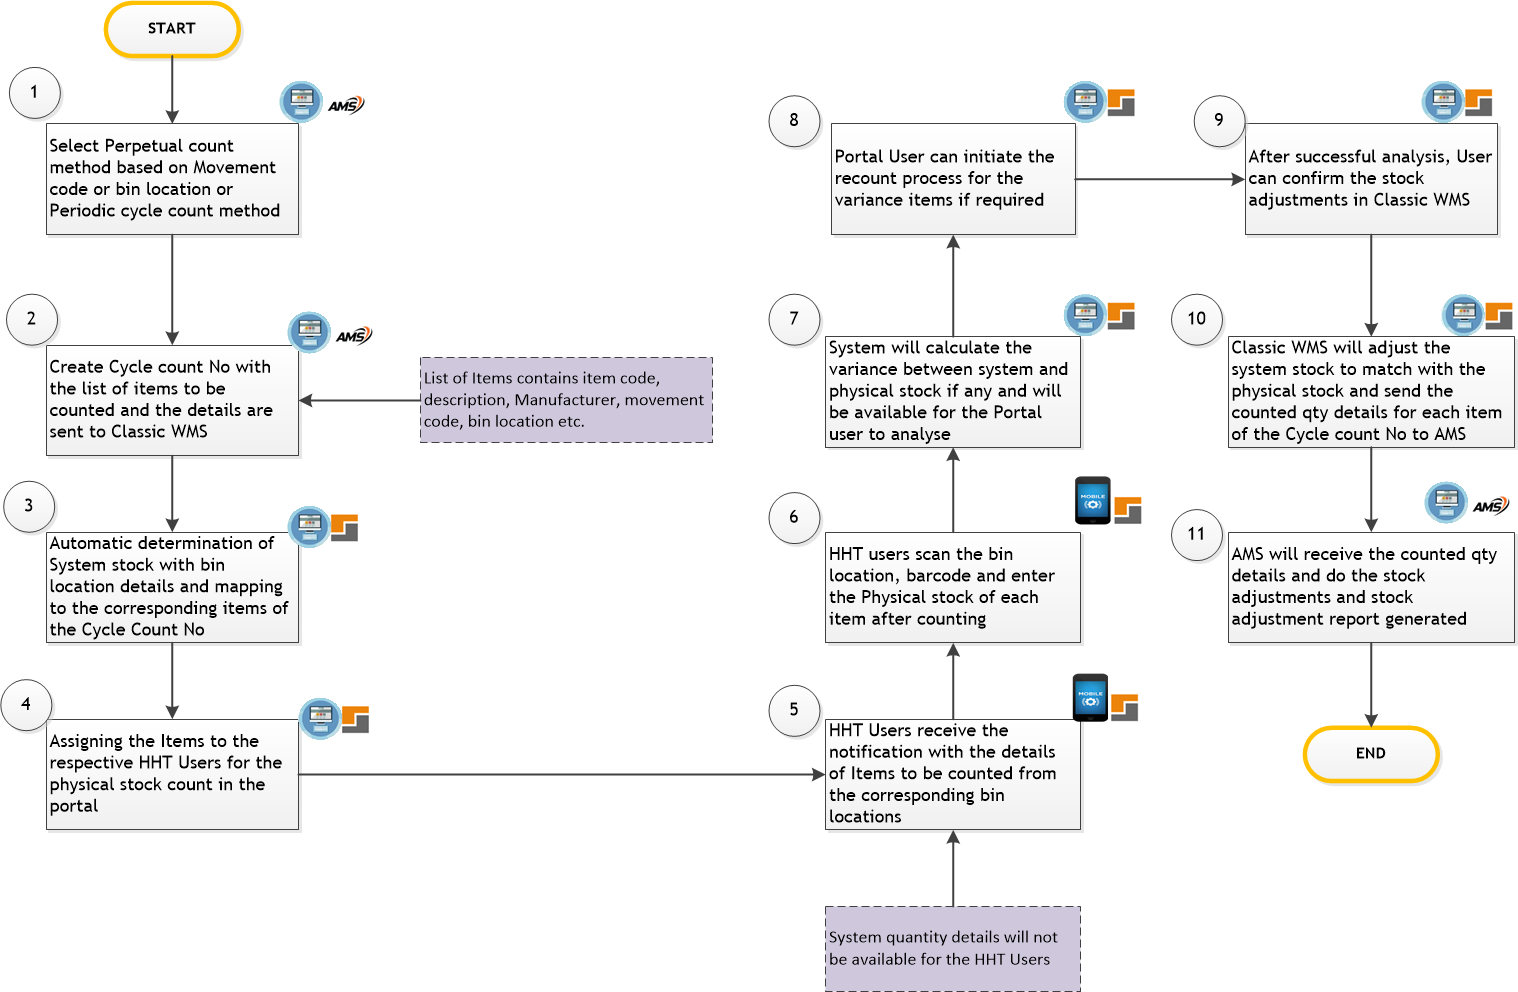 START
1
AMS
Select Perpetual count
method based on Movement
code or bin location or
Periodic cycle count method
2
AMS
Create Cycle count No with
the list of items to be
counted and the details are
sent to Classic WMS
List of Items contains item code,
description, Manufacturer, movement
code, bin location etc.
3
Automatic determination of
System stock with bin
location details and mapping
to the corresponding items of
the Cycle Count No
4
Assigning the Items to the
respective HHT Users for the
physical stock count in the
portal
5
MOBILE
HHT Users receive the
notification with the details
of Items to be counted from
the corresponding bin
locations
System quantity details will not
be available for the HHT Users
6
MOBILE
HHT users scan the bin
location, barcode and enter
the Physical stock of each
item after counting
7
System will calculate the
variance between system and
physical stock if any and will
be available for the Portal
user to analyse
8
Portal User can initiate the
recount process for the
variance items if required
9
After successful analysis, User
can confirm the stock
adjustments in Classic WMS
10
Classic WMS will adjust the
system stock to match with the
physical stock and send the
counted qty details for each item
of the Cycle count No to AMS
11
AMS
AMS will receive the counted qty
details and do the stock
adjustments and stock
adjustment report generated
END